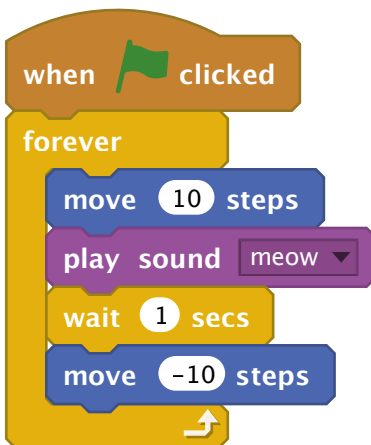 when clicked
forever
move 10 steps
play sound meow
wait 1 secs
move -10 steps